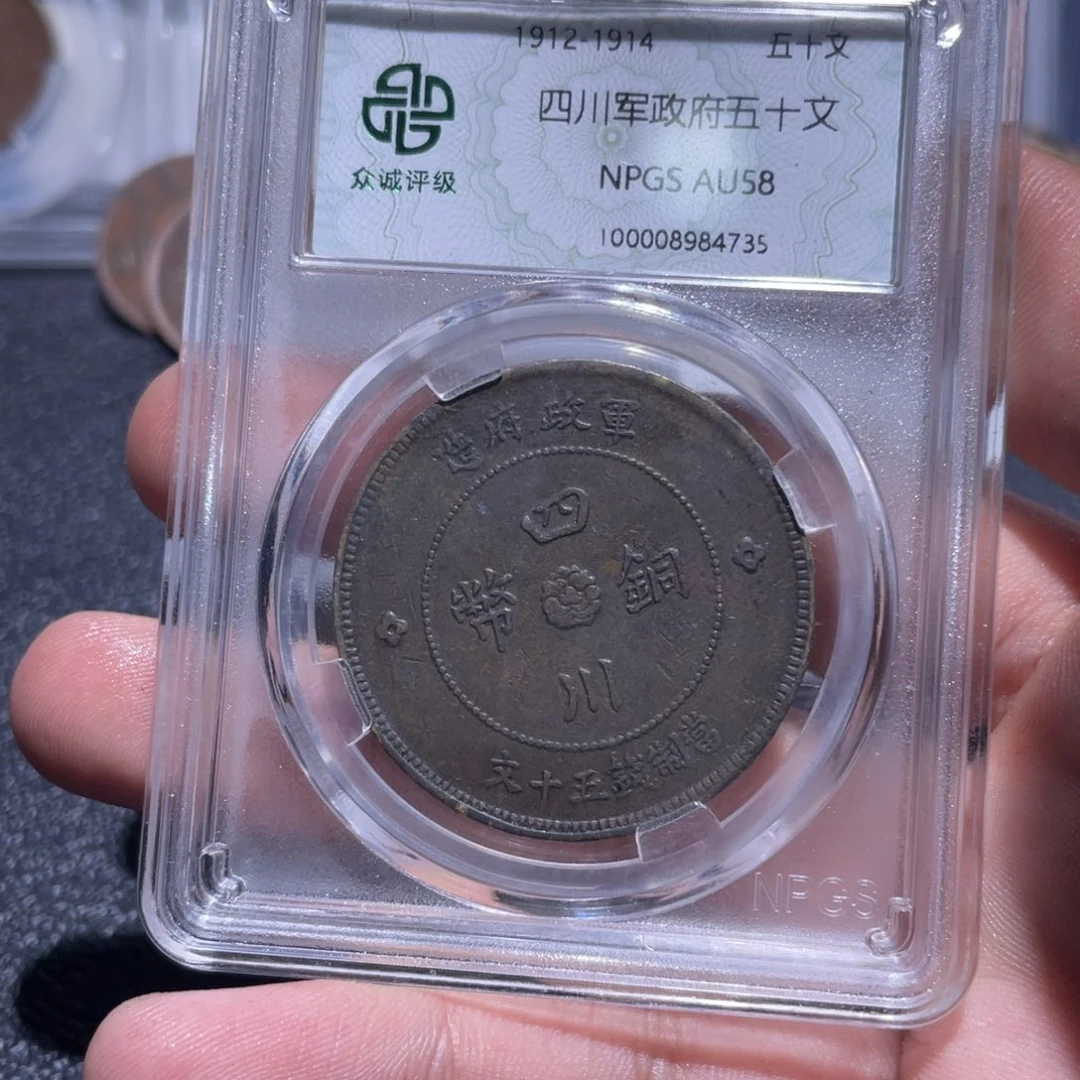 1912-1914 五十文
四川军政府五十文
NPGS AU58
100008984735
众诚评级
軍政府造
四川
銅幣
當制錢五十文
NPGS